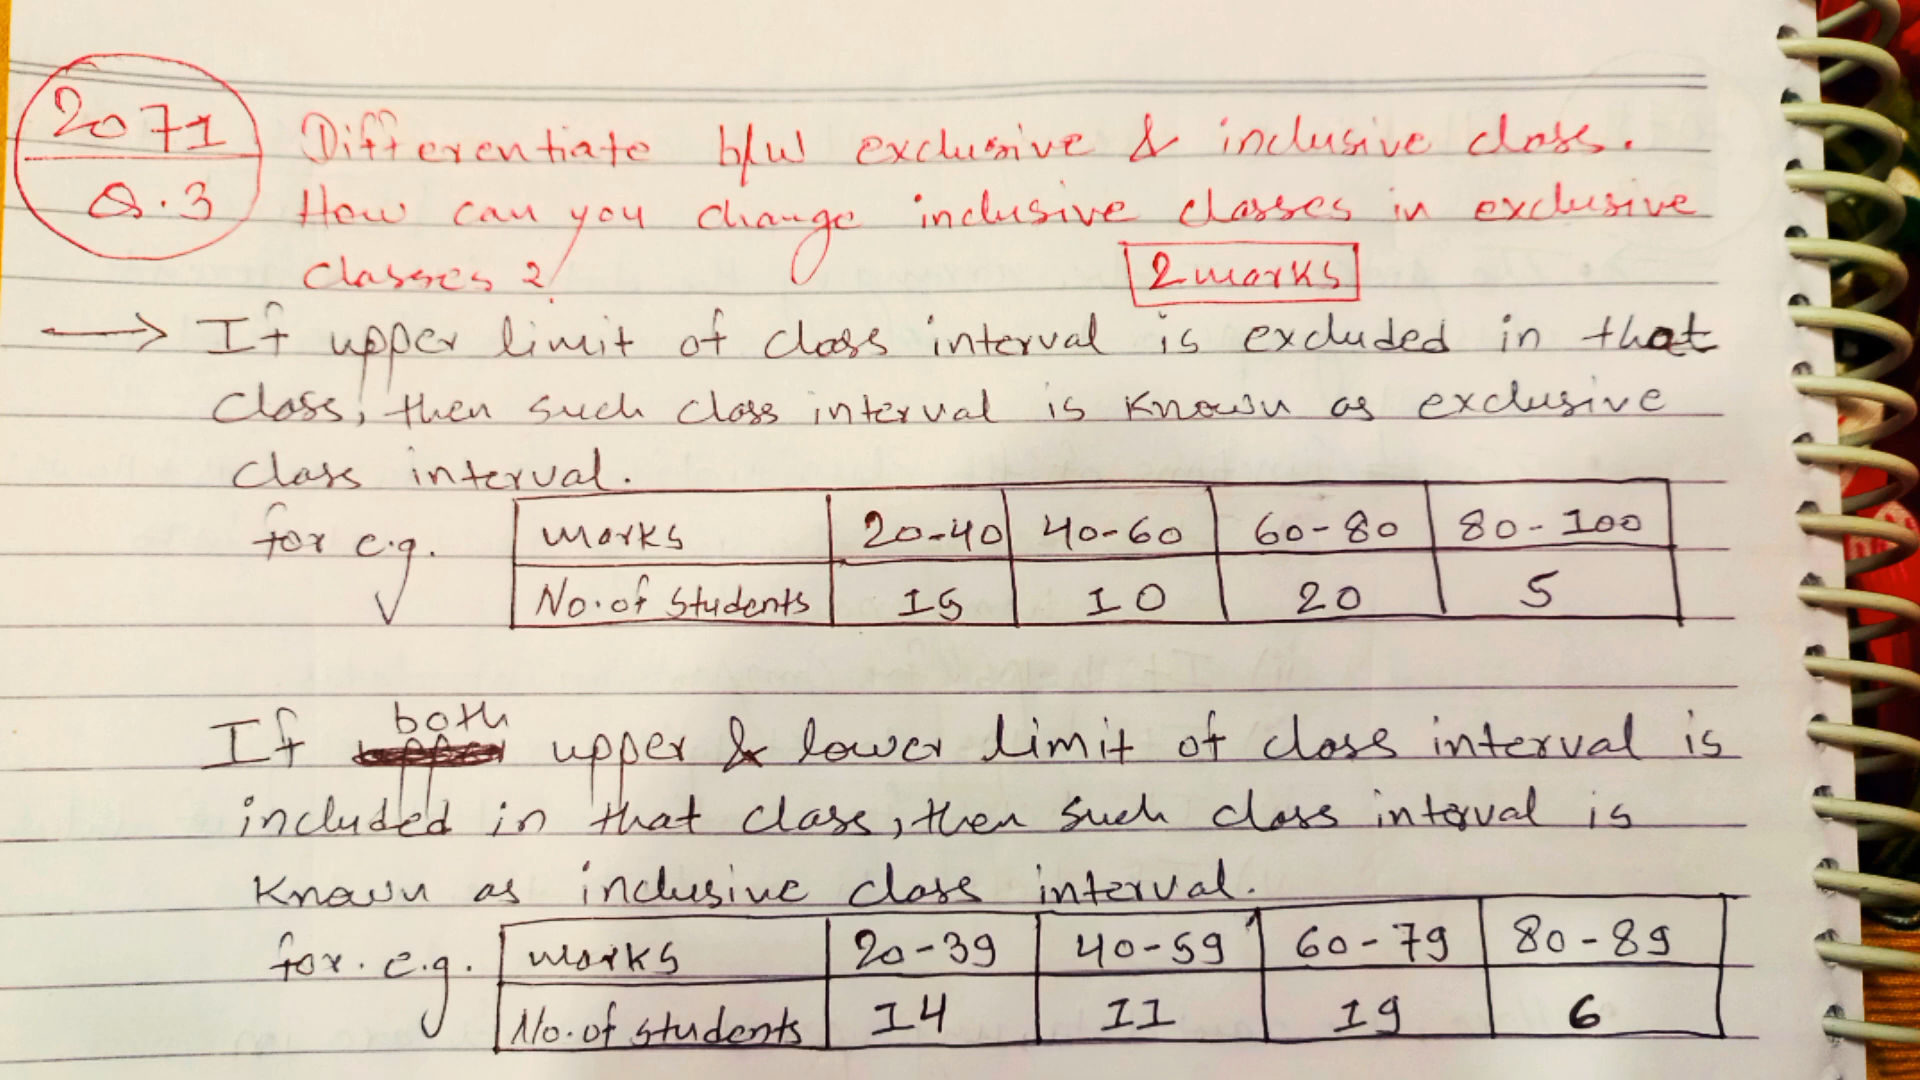 2071
Q.3
Differentiate b/w exclusive & inclusive class.
How can you change inclusive classes in exclusive
classes?
2 marks
→ If upper limit of class interval is excluded in that
class, then such class interval is known as exclusive
class interval.
for e.g.
marks 20-40 40-60 60-80 80-100
No. of students 15 10 20 5
If both upper & lower limit of class interval is
included in that class, then such class interval is
known as inclusive class interval.
for. e.g.
marks 20-39 40-59 60-79 80-89
No. of students 14 11 19 6